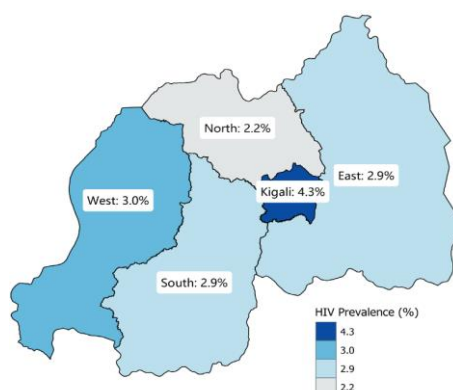 North: 2.2%
East: 2.9%
Kigali: 4.3%
West: 3.0%
South: 2.9%
HIV Prevalence (%)
4.3
3.0
2.9
2.2